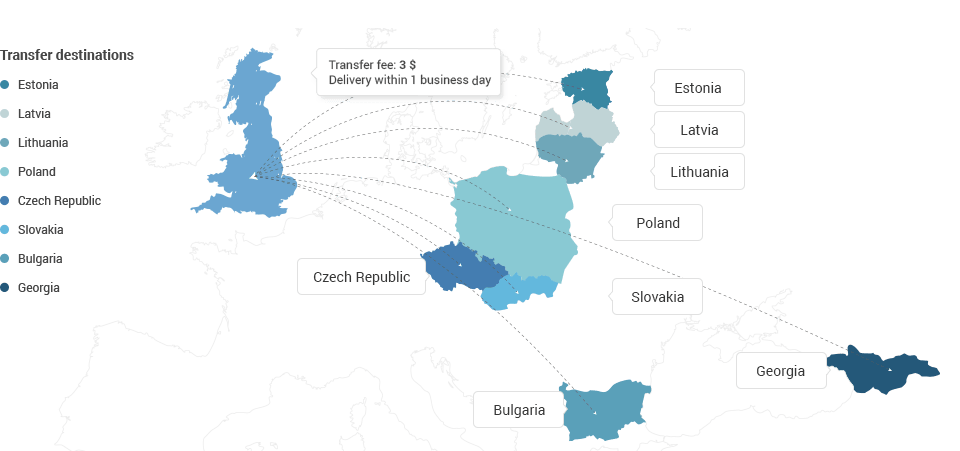 Transfer destinations
Estonia
Latvia
Lithuania
Poland
Czech Republic
Slovakia
Bulgaria
Georgia
Transfer fee: 3 $
Delivery within 1 business day
Estonia
Latvia
Lithuania
Poland
Czech Republic
Slovakia
Georgia
Bulgaria